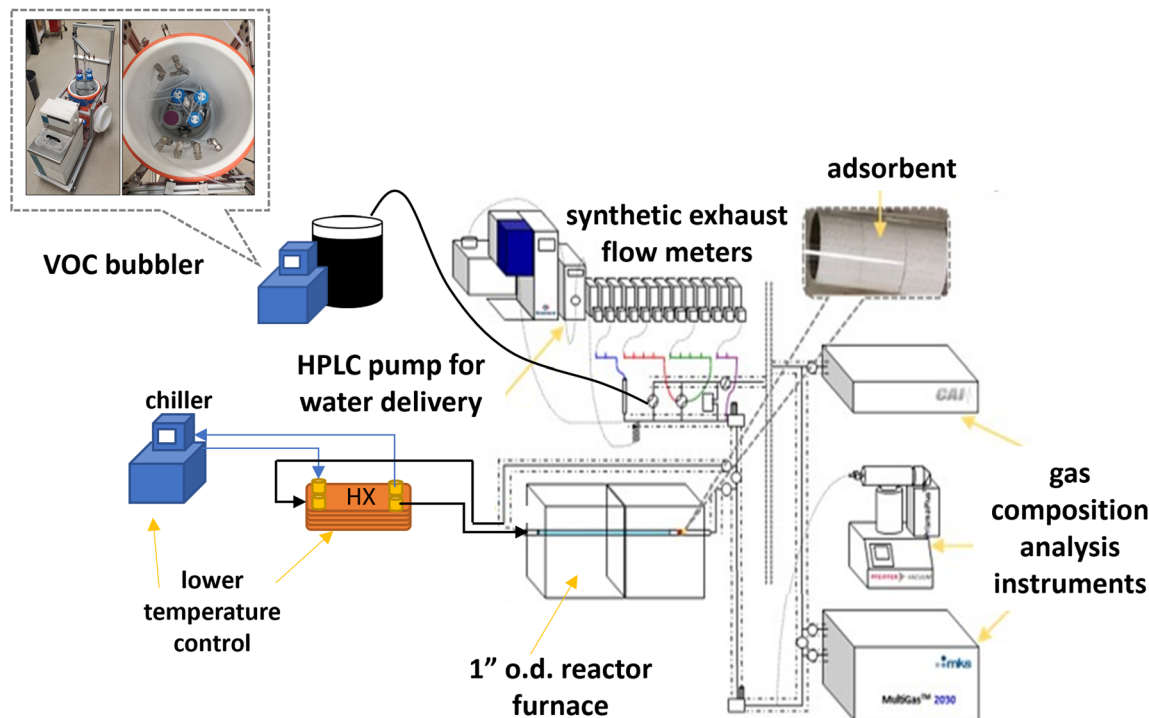 adsorbent
synthetic exhaust
flow meters
VOC bubbler
HPLC pump for
water delivery
CAI
chiller
HX
gas
composition
analysis
instruments
PFEIFFER VACUUM
lower
temperature
control
1” o.d. reactor
furnace
mks
MultiGas™ 2030